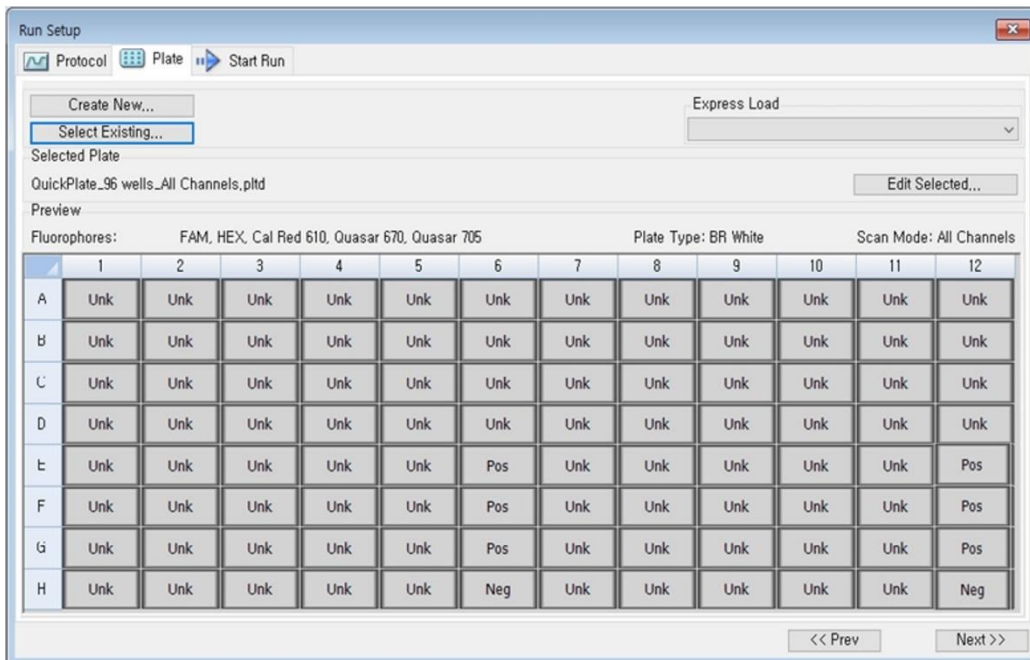 Run Setup
Protocol Plate Start Run
Create New...
Express Load
Select Existing...
Selected Plate
QuickPlate_96 wells_All Channels.pltd Edit Selected...
Preview
Fluorophores: FAM, HEX, Cal Red 610, Quasar 670, Quasar 705 Plate Type: BR White Scan Mode: All Channels
1 2 3 4 5 6 7 8 9 10 11 12
A Unk Unk Unk Unk Unk Unk Unk Unk Unk Unk Unk Unk
B Unk Unk Unk Unk Unk Unk Unk Unk Unk Unk Unk Unk
C Unk Unk Unk Unk Unk Unk Unk Unk Unk Unk Unk Unk
D Unk Unk Unk Unk Unk Unk Unk Unk Unk Unk Unk Unk
E Unk Unk Unk Unk Unk Pos Unk Unk Unk Unk Unk Pos
F Unk Unk Unk Unk Unk Pos Unk Unk Unk Unk Unk Pos
G Unk Unk Unk Unk Unk Pos Unk Unk Unk Unk Unk Pos
H Unk Unk Unk Unk Unk Neg Unk Unk Unk Unk Unk Neg
<< Prev Next >>